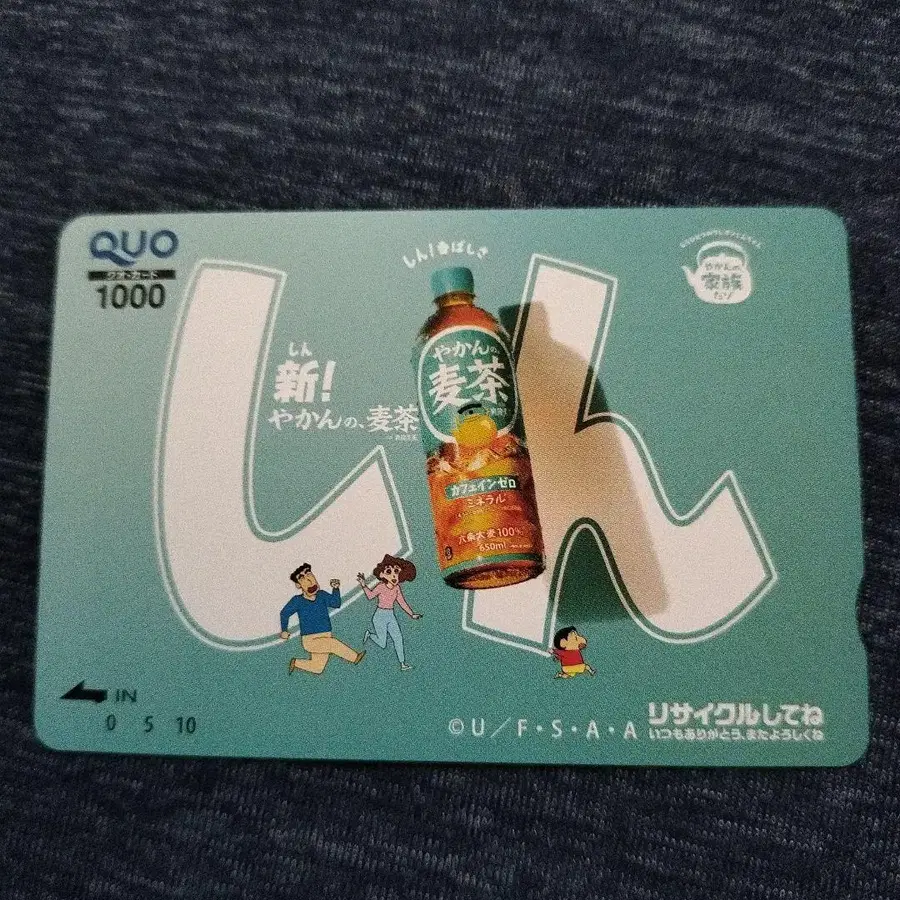 QUO
クオ・カード
1000
しん
しん!香ばしさ
しん
新!
やかんの、麦茶
やかんの
麦茶
カフェインゼロ
ミネラル
六条大麦100%
650ml
やかんの
家族
だゾ
IN
0 5 10
©U/F・S・A・A
リサイクルしてね
いつもありがとう、またよろしくね